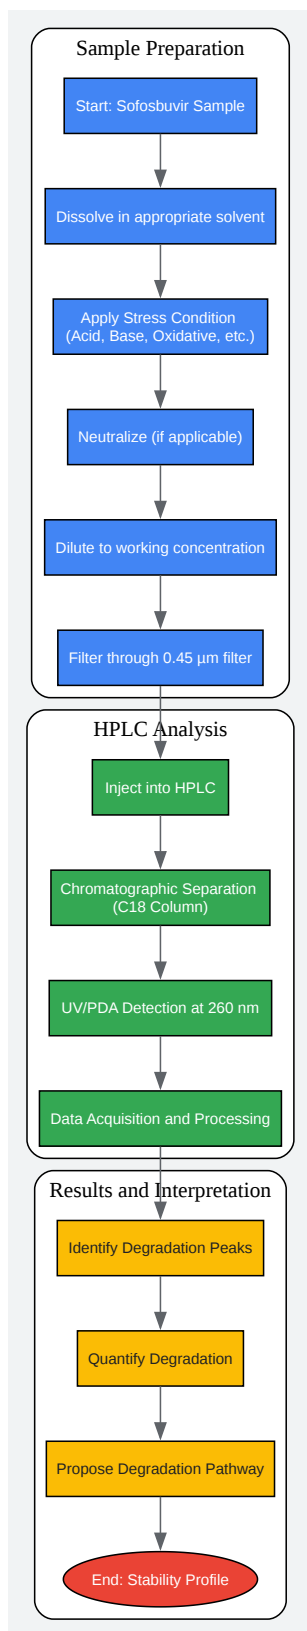 Sample Preparation
Start: Sofosbuvir Sample
Dissolve in appropriate solvent
Apply Stress Condition
(Acid, Base, Oxidative, etc.)
Neutralize (if applicable)
Dilute to working concentration
Filter through 0.45 µm filter
HPLC Analysis
Inject into HPLC
Chromatographic Separation
(C18 Column)
UV/PDA Detection at 260 nm
Data Acquisition and Processing
Results and Interpretation
Identify Degradation Peaks
Quantify Degradation
Propose Degradation Pathway
End: Stability Profile